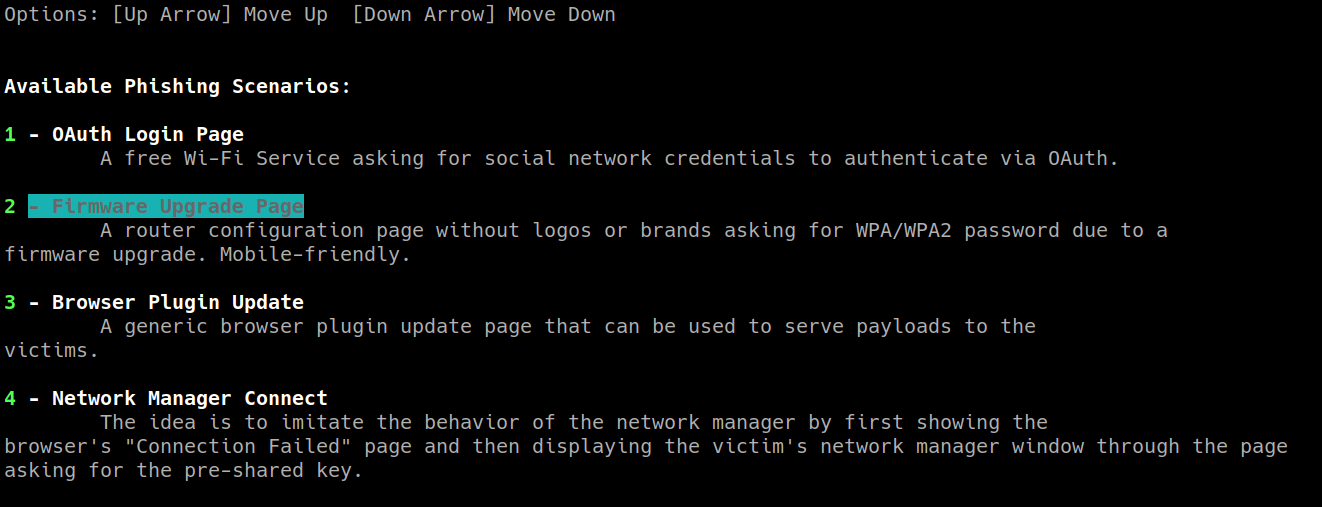 Options: [Up Arrow] Move Up  [Down Arrow] Move Down
Available Phishing Scenarios:
1 - OAuth Login Page
A free Wi-Fi Service asking for social network credentials to authenticate via OAuth.
2 - Firmware Upgrade Page
A router configuration page without logos or brands asking for WPA/WPA2 password due to a
firmware upgrade. Mobile-friendly.
3 - Browser Plugin Update
A generic browser plugin update page that can be used to serve payloads to the
victims.
4 - Network Manager Connect
The idea is to imitate the behavior of the network manager by first showing the
browser's "Connection Failed" page and then displaying the victim's network manager window through the page
asking for the pre-shared key.